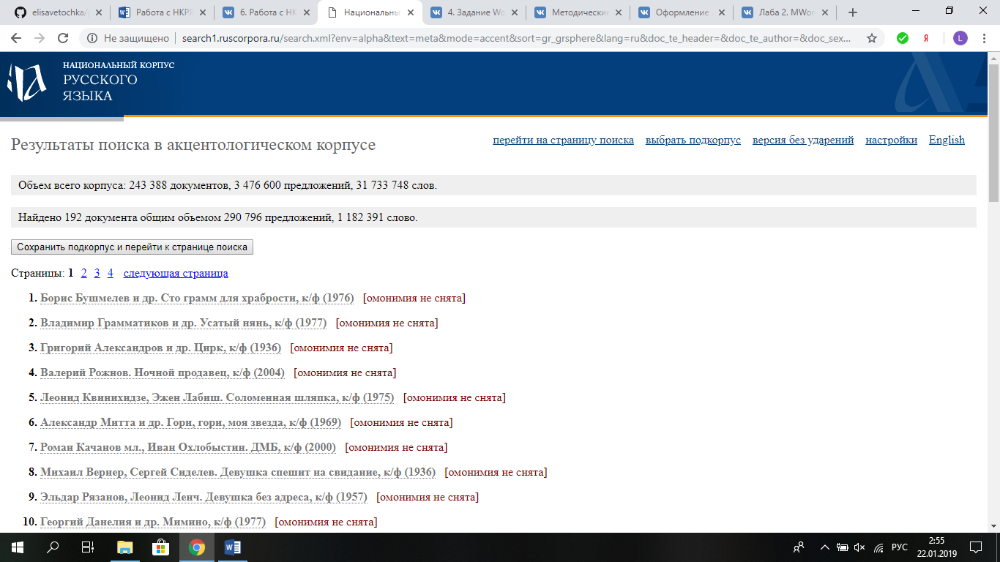 elisavetochka/
Работа с НКРЯ
6. Работа с НК
Национальн
4. Задание Wo
Методические
Оформление
Лаба 2. MWor
Не защищено search1.ruscorpora.ru/search.xml?env=alpha&text=meta&mode=accent&sort=gr_grsphere&lang=ru&doc_te_header=&doc_te_author=&doc_sex...
Я
L
НАЦИОНАЛЬНЫЙ КОРПУС
РУССКОГО
ЯЗЫКА
Результаты поиска в акцентологическом корпусе
перейти на страницу поиска выбрать подкорпус версия без ударений настройки English
Объем всего корпуса: 243 388 документов, 3 476 600 предложений, 31 733 748 слов.
Найдено 192 документа общим объемом 290 796 предложений, 1 182 391 слово.
Сохранить подкорпус и перейти к странице поиска
Страницы: 1 2 3 4 следующая страница
1. Борис Бушмелев и др. Сто грамм для храбрости, к/ф (1976) [омонимия не снята]
2. Владимир Грамматиков и др. Усатый нянь, к/ф (1977) [омонимия не снята]
3. Григорий Александров и др. Цирк, к/ф (1936) [омонимия не снята]
4. Валерий Рожнов. Ночной продавец, к/ф (2004) [омонимия не снята]
5. Леонид Квинихидзе, Эжен Лабиш. Соломенная шляпка, к/ф (1975) [омонимия не снята]
6. Александр Митта и др. Гори, гори, моя звезда, к/ф (1969) [омонимия не снята]
7. Роман Качанов мл., Иван Охлобыстин. ДМБ, к/ф (2000) [омонимия не снята]
8. Михаил Вернер, Сергей Сиделев. Девушка спешит на свидание, к/ф (1936) [омонимия не снята]
9. Эльдар Рязанов, Леонид Ленч. Девушка без адреса, к/ф (1957) [омонимия не снята]
10. Георгий Данелия и др. Мимино, к/ф (1977) [омонимия не снята]
РУС
2:55
22.01.2019